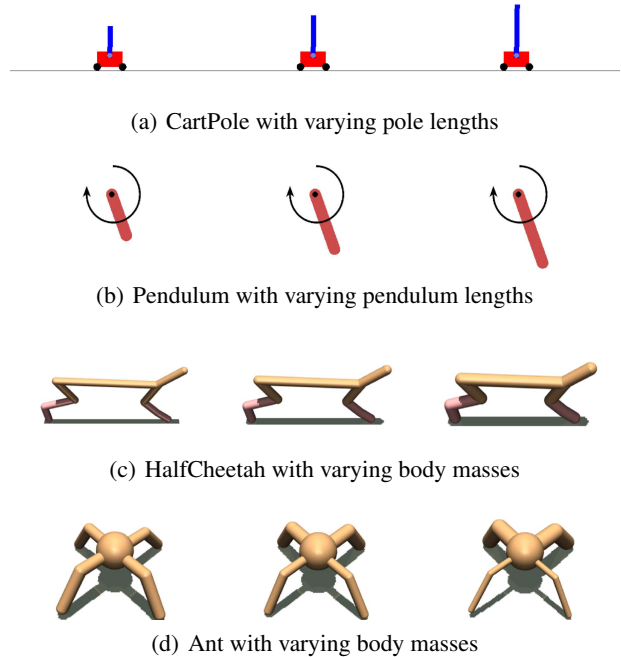 (a) CartPole with varying pole lengths
(b) Pendulum with varying pendulum lengths
(c) HalfCheetah with varying body masses
(d) Ant with varying body masses